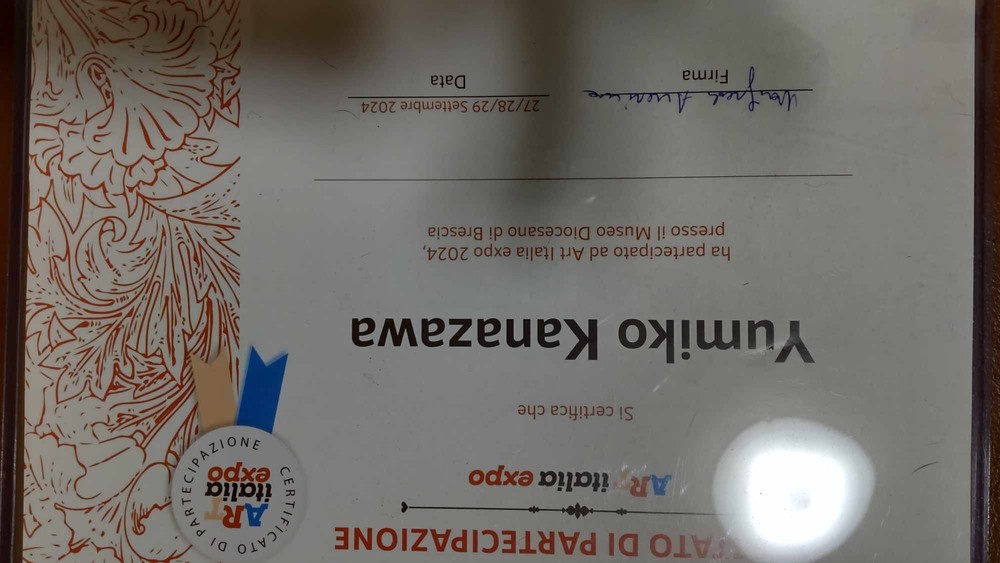 TATO DI PARTECIPAZIONE
ART italia expo
Si certifica che
Yumiko Kanazawa
ha partecipato ad Art Italia expo 2024,
presso il Museo Diocesano di Brescia
27/28/29 Settembre 2024
Data
Firma
CERTIFICATO DI PARTECIPAZIONE
ART
italia
expo